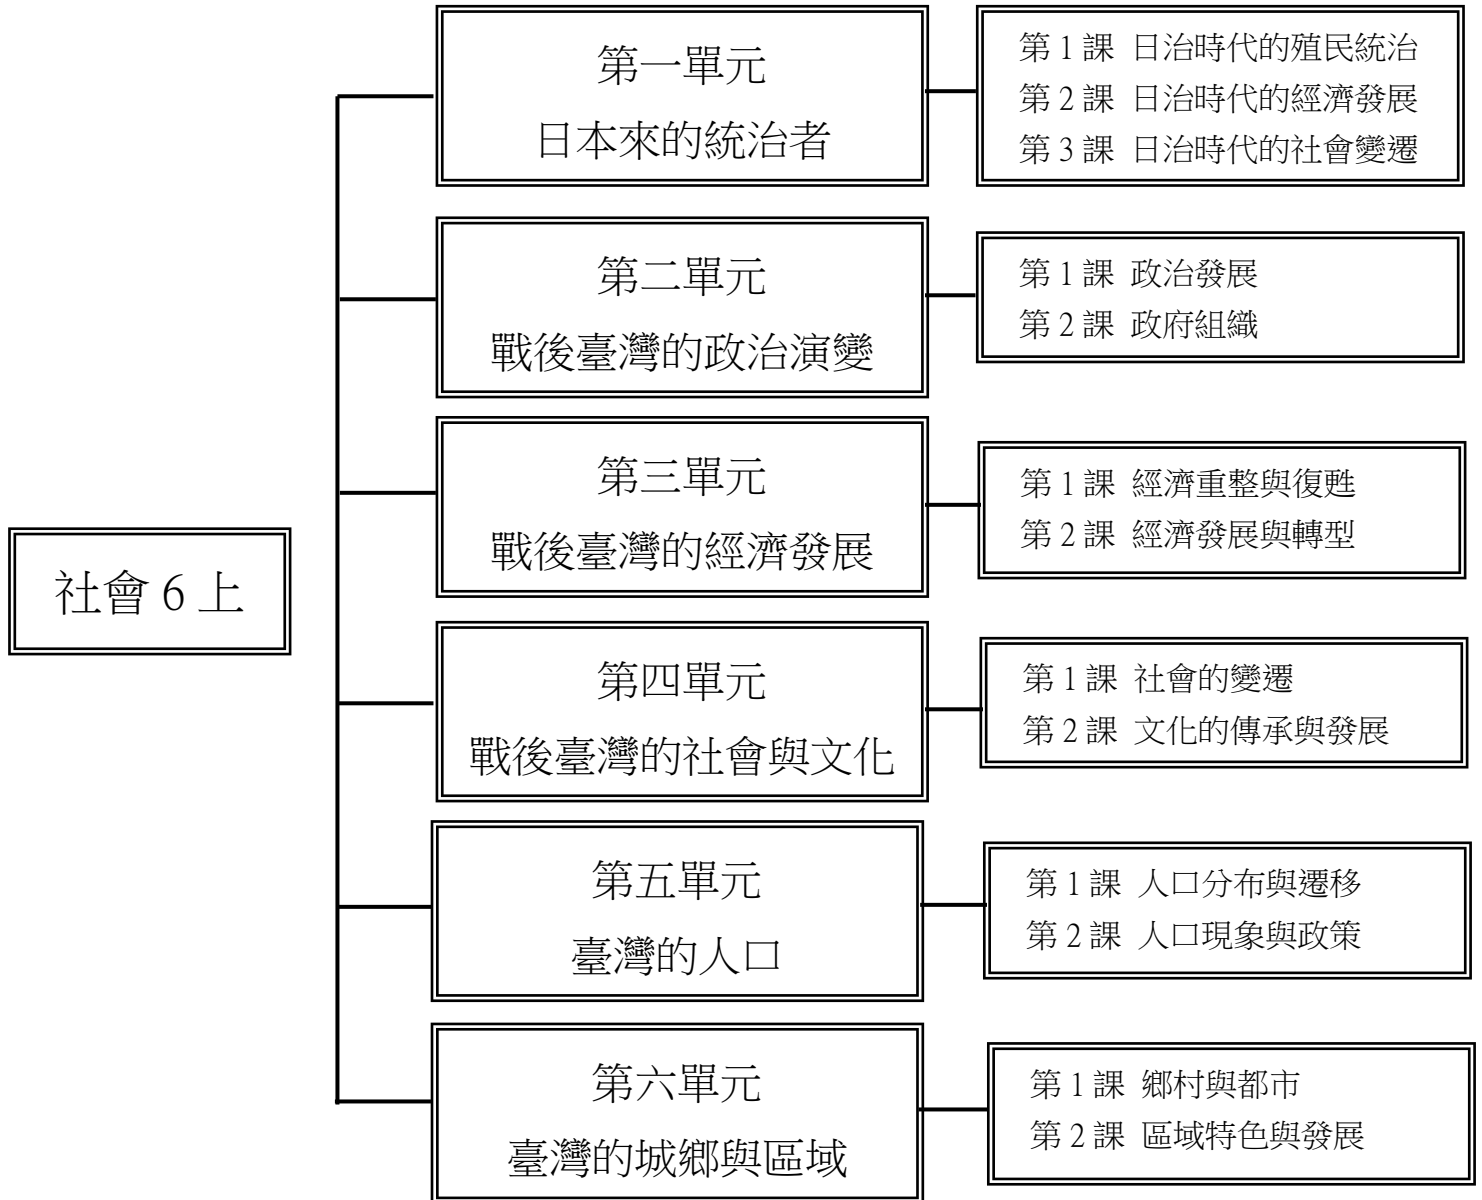 社會 6 上
第一單元
日本來的統治者
第 1 課 日治時代的殖民統治
第 2 課 日治時代的經濟發展
第 3 課 日治時代的社會變遷
第二單元
戰後臺灣的政治演變
第 1 課 政治發展
第 2 課 政府組織
第三單元
戰後臺灣的經濟發展
第 1 課 經濟重整與復甦
第 2 課 經濟發展與轉型
第四單元
戰後臺灣的社會與文化
第 1 課 社會的變遷
第 2 課 文化的傳承與發展
第五單元
臺灣的人口
第 1 課 人口分布與遷移
第 2 課 人口現象與政策
第六單元
臺灣的城鄉與區域
第 1 課 鄉村與都市
第 2 課 區域特色與發展